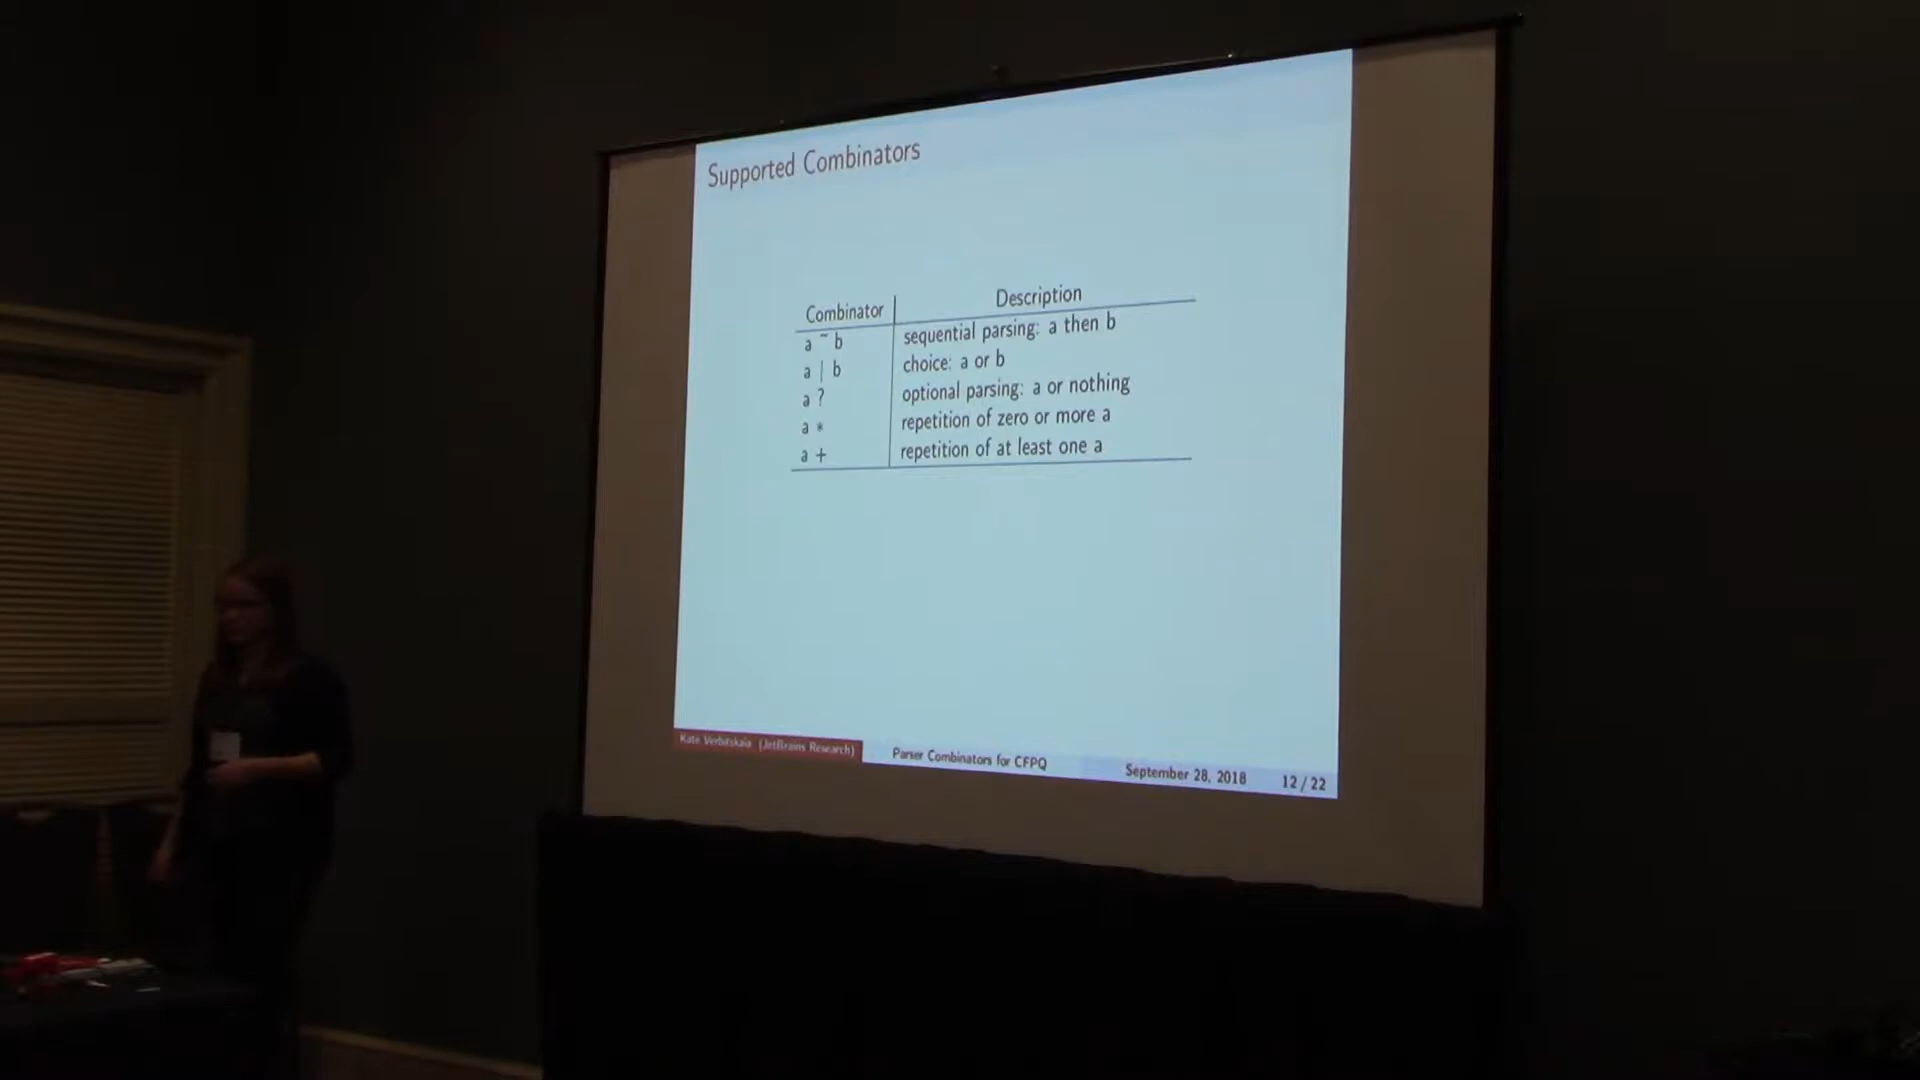 Supported Combinators
Combinator | Description
a ~ b sequential parsing: a then b
a | b choice: a or b
a ? optional parsing: a or nothing
a * repetition of zero or more a
a + repetition of at least one a
Kate Verbitskaia (JetBrains Research) Parser Combinators for CFPQ September 28, 2018 12 / 22